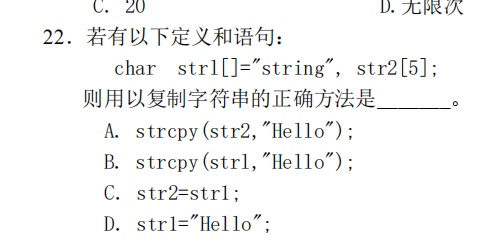 C. 20 D. 无限次
22. 若有以下定义和语句:
char str1[]="string", str2[5];
则用以复制字符串的正确方法是______。
A. strcpy(str2,"Hello");
B. strcpy(str1,"Hello");
C. str2=str1;
D. str1="Hello";